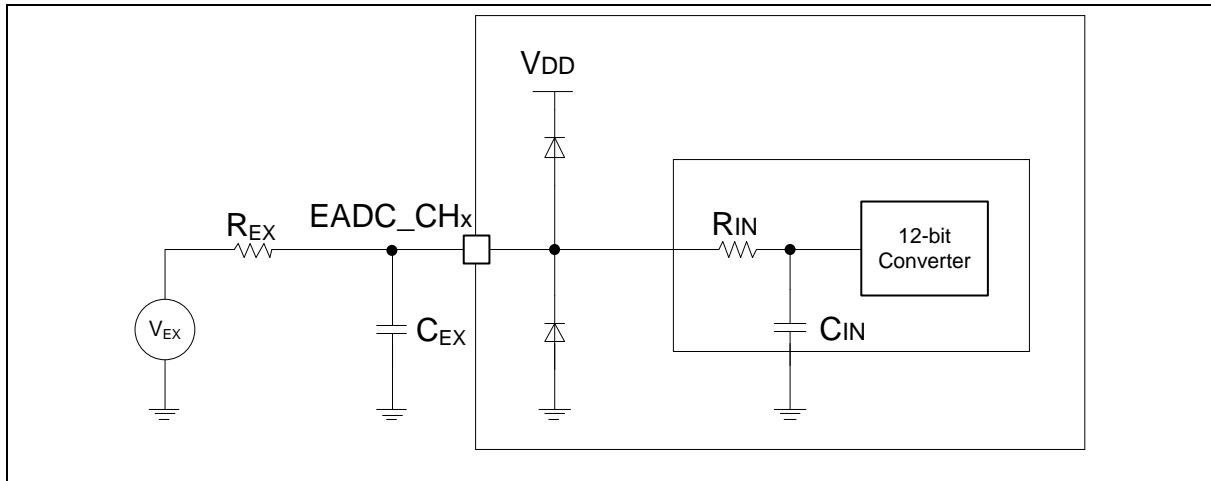 VDD
EADC_CHx
REX
RIN
12-bit
Converter
VEX
CEX
CIN